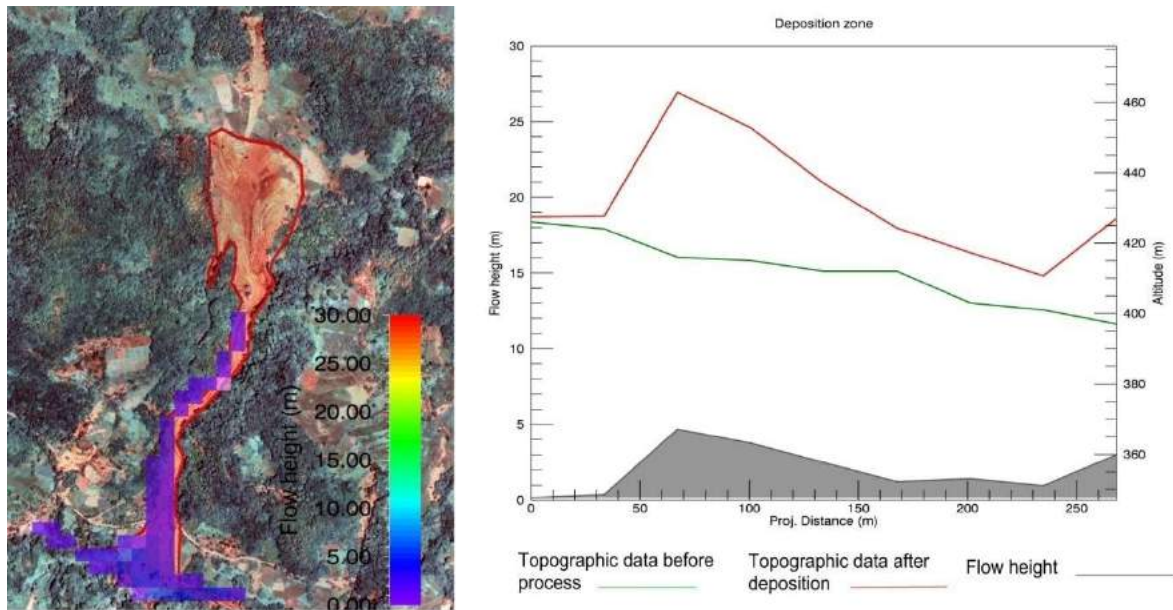 30.00
25.00
20.00
15.00
10.00
5.00
0.00
Flow height (m)
Deposition zone
30
25
20
15
10
5
0
Flow height (m)
460
440
420
400
380
360
Altitude (m)
0 50 100 150 200 250
Proj. Distance (m)
Topographic data before process
Topographic data after deposition
Flow height